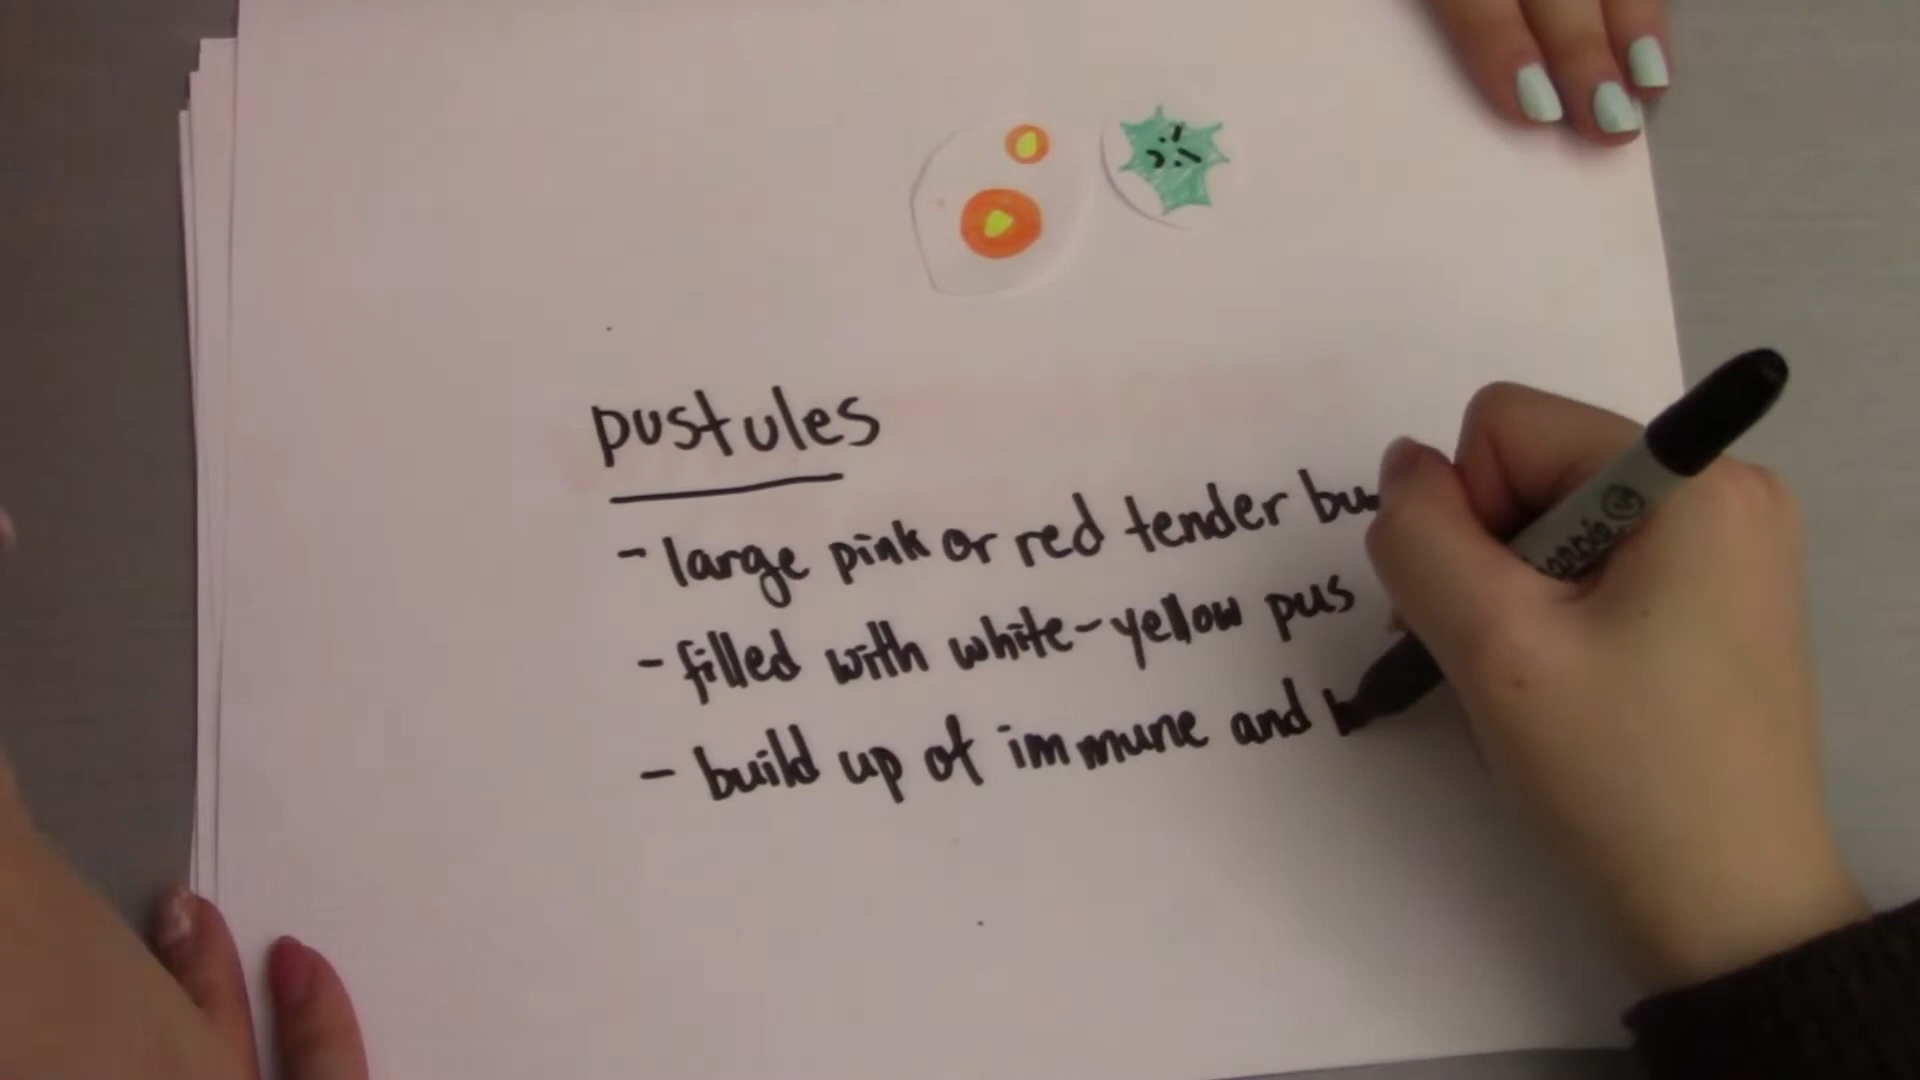 pustules
- large pink or red tender
- filled with white-yellow pus
- build up of immune and